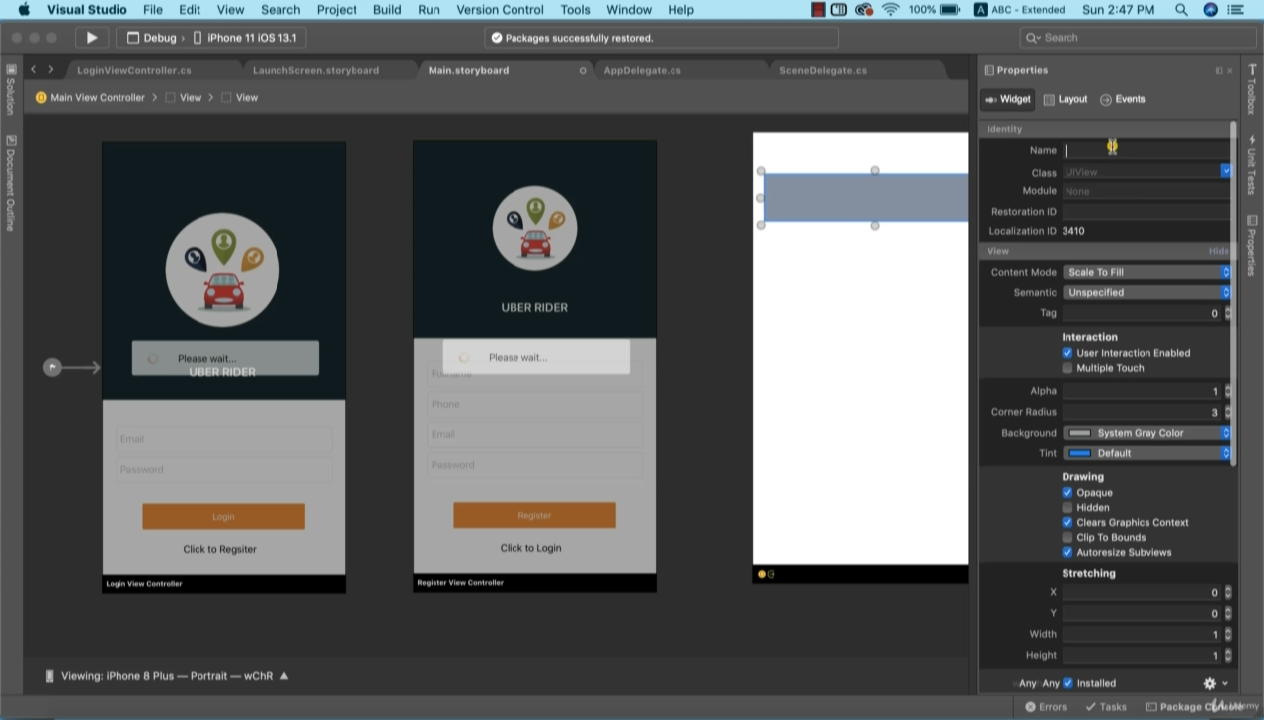 Visual Studio File Edit View Search Project Build Run Version Control Tools Window Help 100% A ABC - Extended Sun 2:47 PM
Debug › iPhone 11 iOS 13.1 Packages successfully restored. Search
LoginViewController.cs LaunchScreen.storyboard Main.storyboard AppDelegate.cs SceneDelegate.cs
Main View Controller > View > View
Solution
Document Outline
UBER RIDER
Please wait...
UBER RIDER
Email
Password
Login
Click to Regsiter
Login View Controller
Please wait...
Fullname
Phone
Email
Password
Register
Click to Login
Register View Controller
Viewing: iPhone 8 Plus — Portrait — wChR ▲
Properties
Widget Layout Events
Identity
Name
Class UIView
Module None
Restoration ID
Localization ID 3410
View Hide
Content Mode Scale To Fill
Semantic Unspecified
Tag 0
Interaction
User Interaction Enabled
Multiple Touch
Alpha 1
Corner Radius 3
Background System Gray Color
Tint Default
Drawing
Opaque
Hidden
Clears Graphics Context
Clip To Bounds
Autoresize Subviews
Stretching
X 0
Y 0
Width 1
Height 1
Any Any Installed
Toolbox
Unit Tests
Properties
Errors Tasks Package Console
Udemy